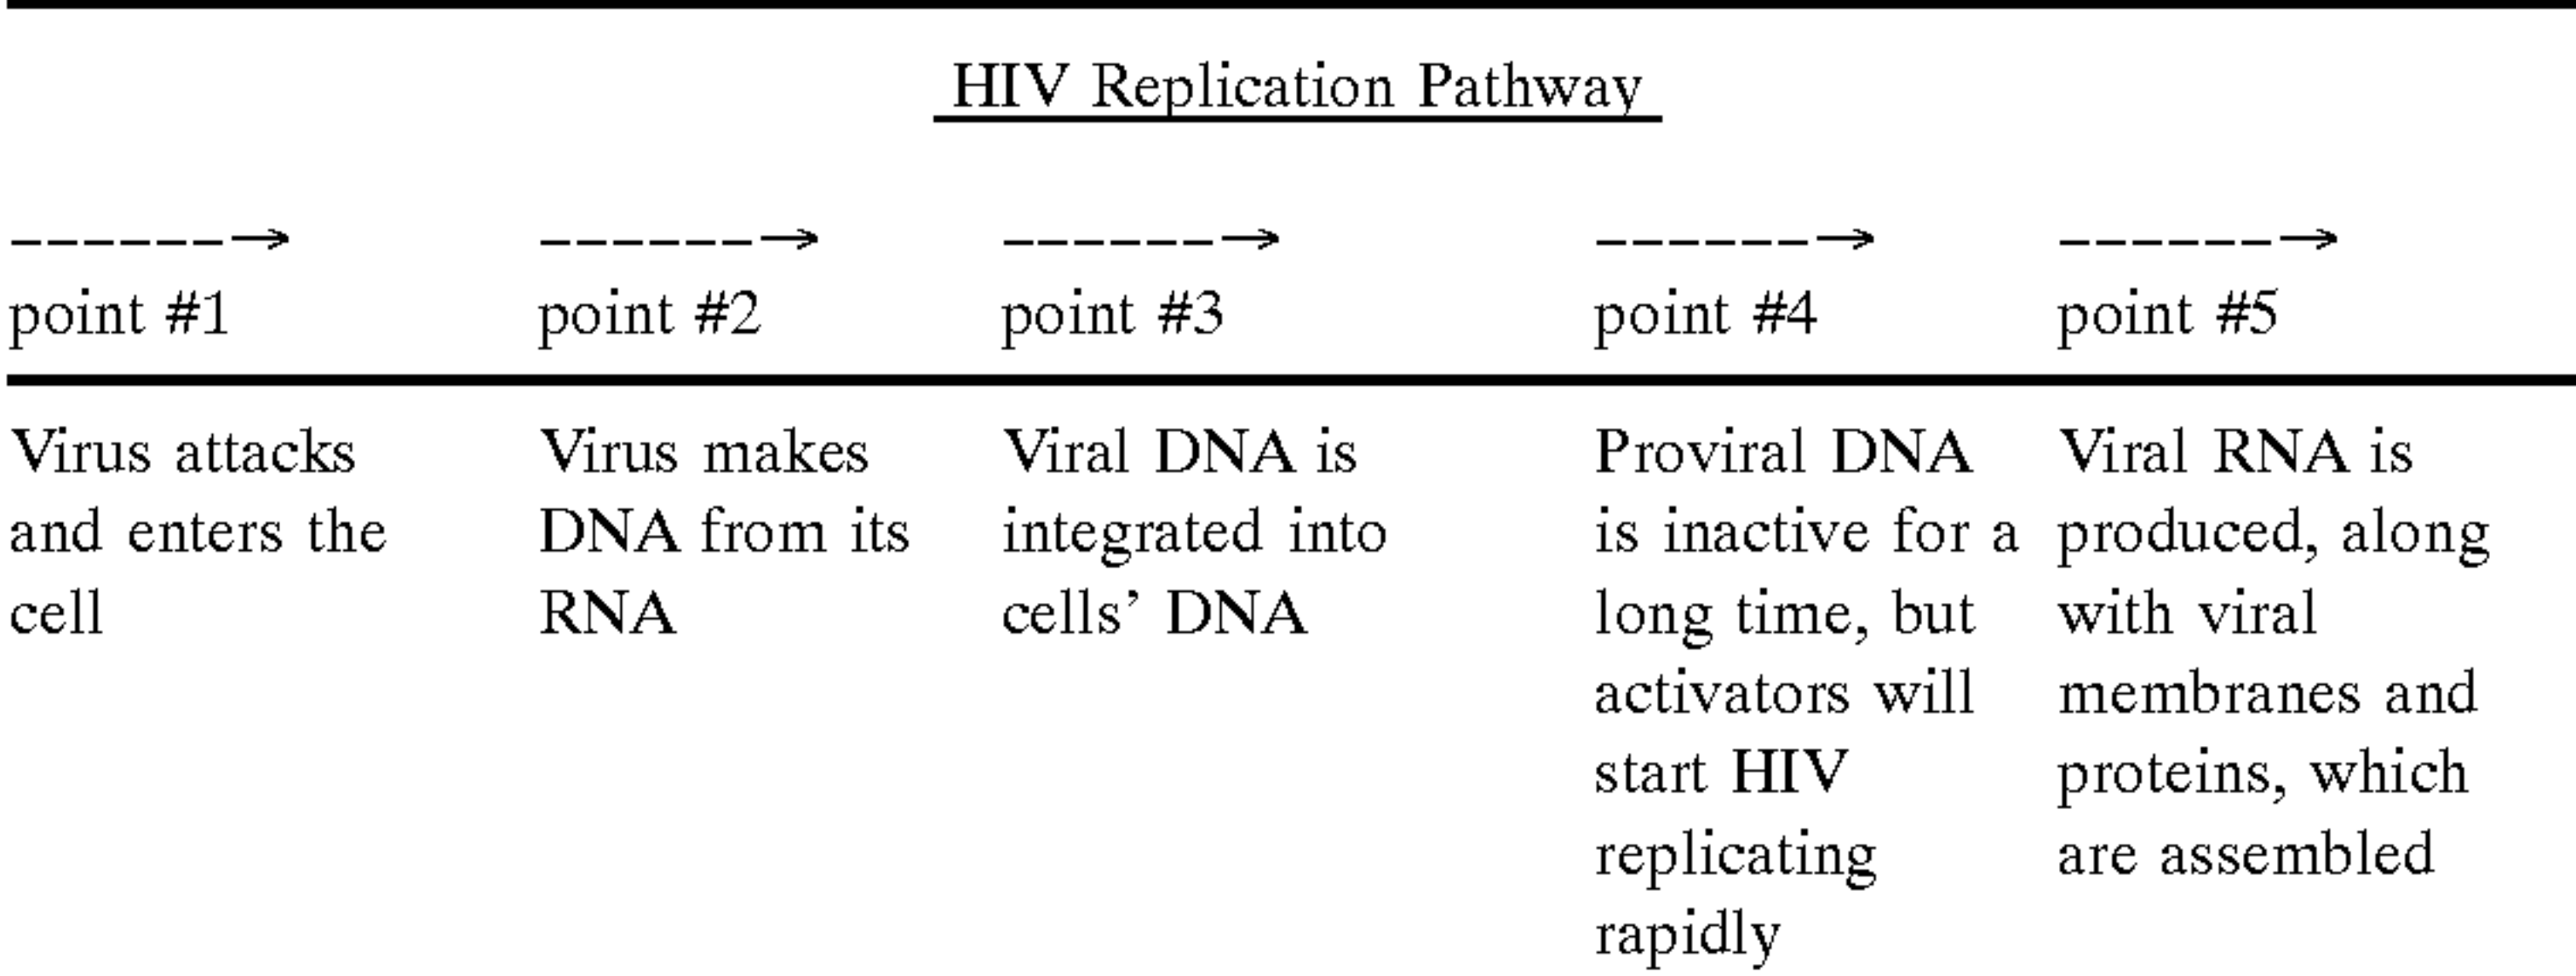 HIV Replication Pathway
------→ ------→ ------→ ------→ ------→
point #1 point #2 point #3 point #4 point #5
Virus attacks Virus makes Viral DNA is Proviral DNA Viral RNA is
and enters the DNA from its integrated into is inactive for a produced, along
cell RNA cells’ DNA long time, but with viral
activators will membranes and
start HIV proteins, which
replicating are assembled
rapidly